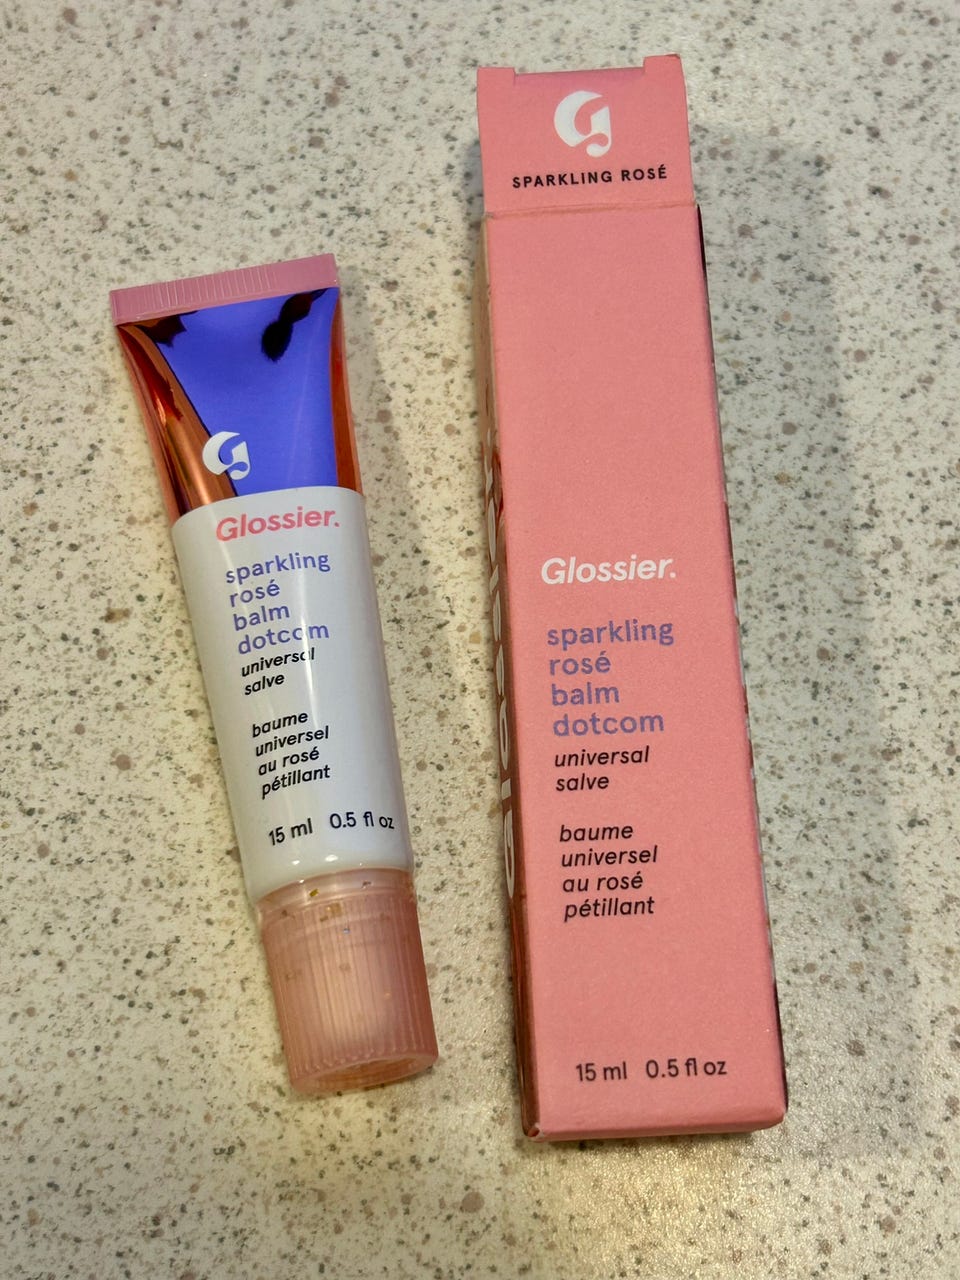 G
Glossier.
sparkling
rosé
balm
dotcom
universal
salve
baume
universel
au rosé
pétillant
15 ml 0.5 fl oz
G
SPARKLING ROSÉ
Glossier.
sparkling
rosé
balm
dotcom
universal
salve
baume
universel
au rosé
pétillant
15 ml 0.5 fl oz